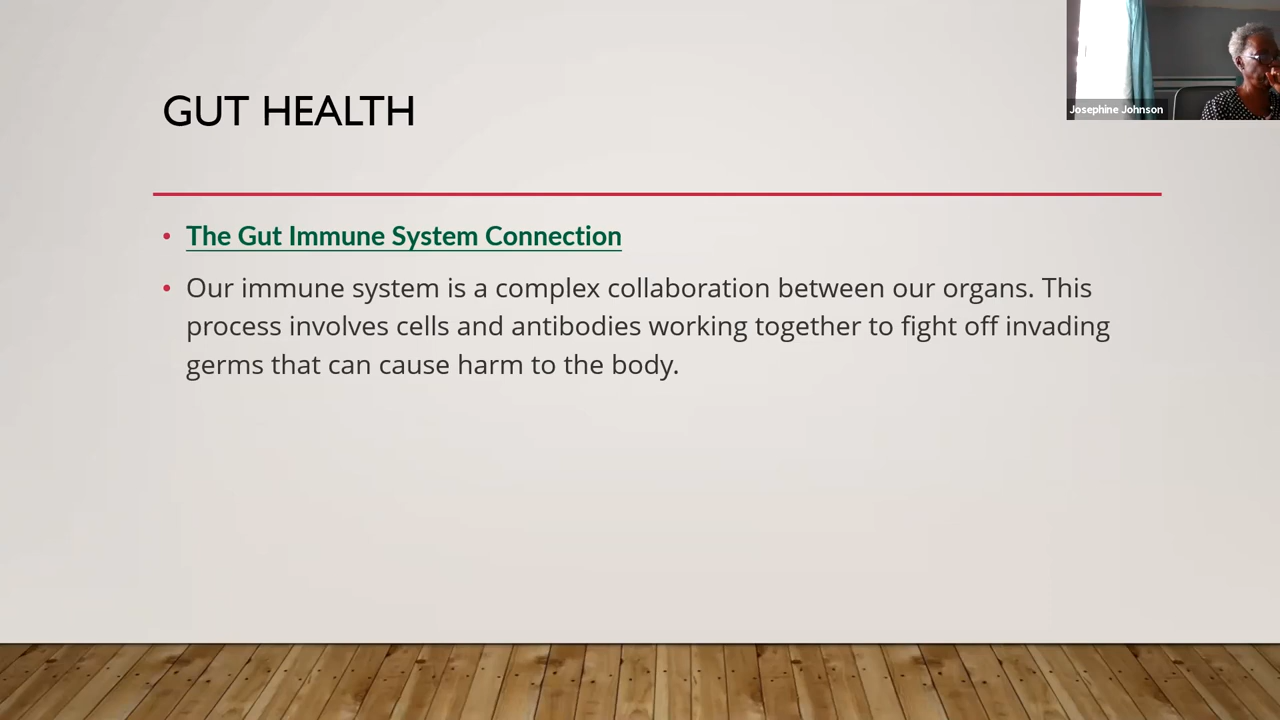 GUT HEALTH
Josephine Johnson
• The Gut Immune System Connection
• Our immune system is a complex collaboration between our organs. This
process involves cells and antibodies working together to fight off invading
germs that can cause harm to the body.